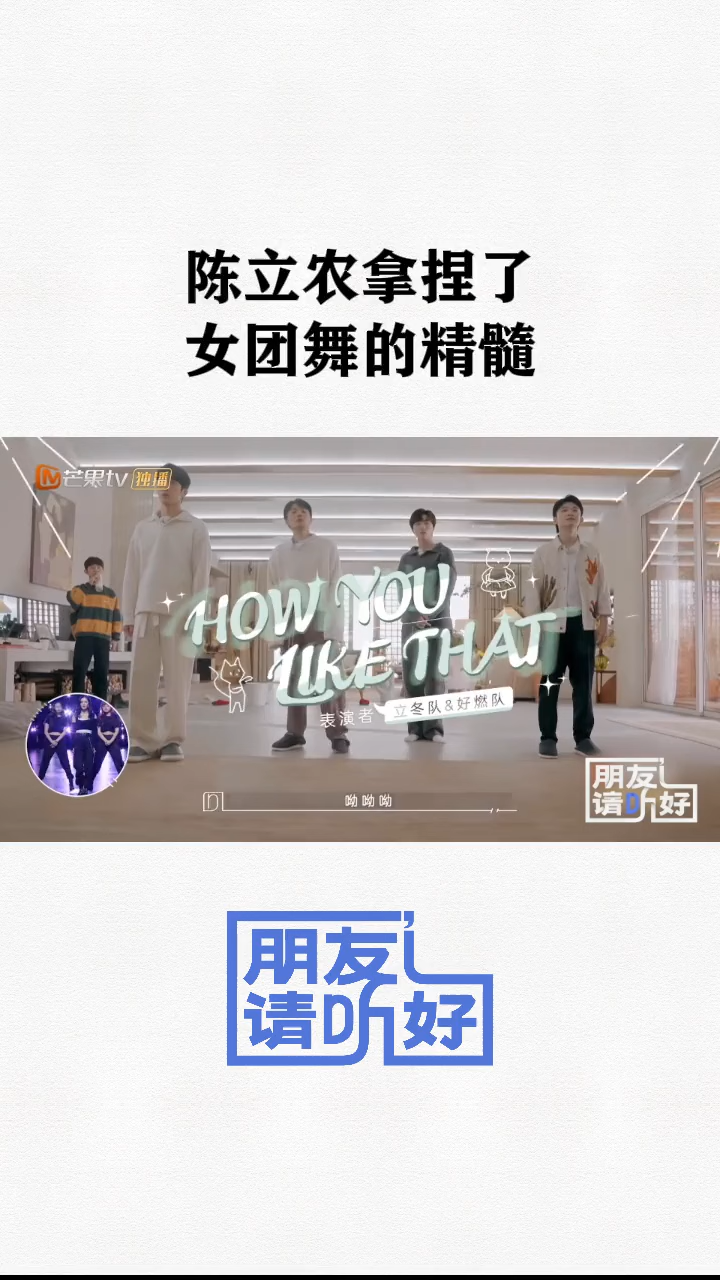 陈立农拿捏了
女团舞的精髓
芒果tv 独播
HOW YOU
LIKE THAT
表演者 立冬队&好燃队
呦呦呦
朋友
请听好
朋友
请听好